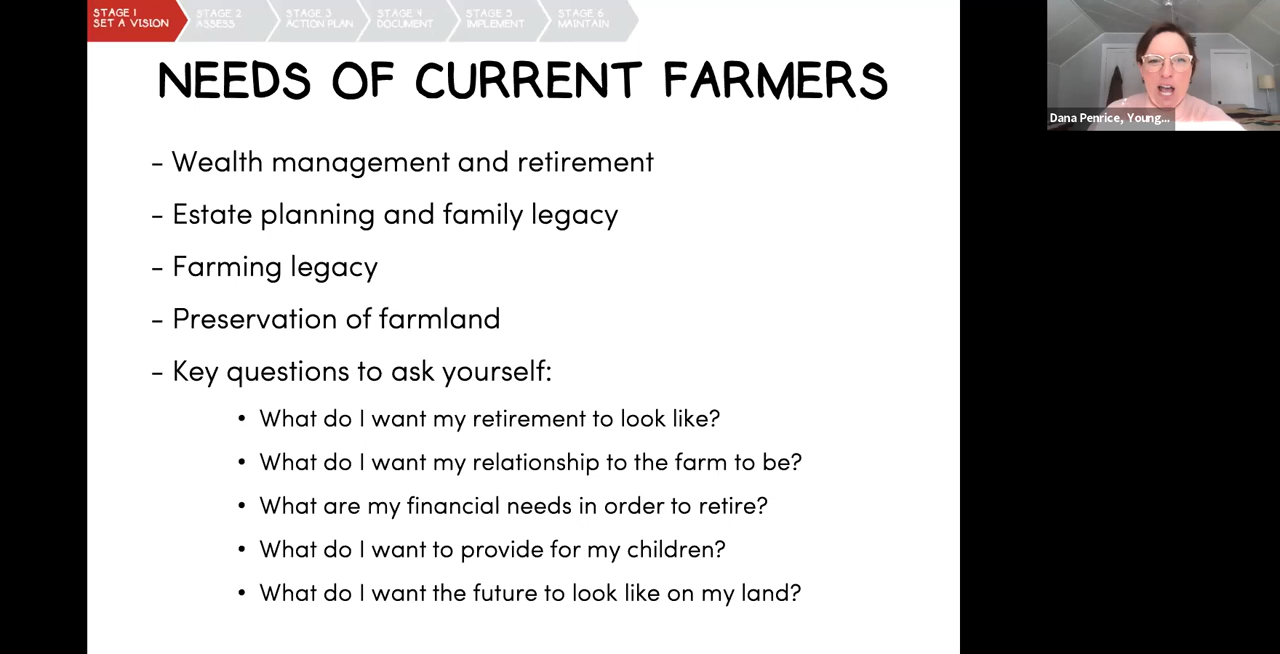 STAGE 1
SET A VISION
STAGE 2
ASSESS
STAGE 3
ACTION PLAN
STAGE 4
DOCUMENT
STAGE 5
IMPLEMENT
STAGE 6
MAINTAIN
NEEDS OF CURRENT FARMERS
- Wealth management and retirement
- Estate planning and family legacy
- Farming legacy
- Preservation of farmland
- Key questions to ask yourself:
• What do I want my retirement to look like?
• What do I want my relationship to the farm to be?
• What are my financial needs in order to retire?
• What do I want to provide for my children?
• What do I want the future to look like on my land?
Dana Penrice, Young...